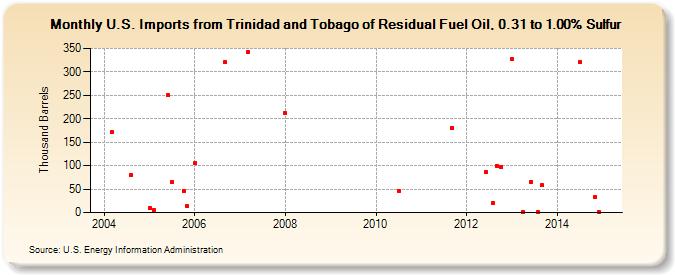 Monthly U.S. Imports from Trinidad and Tobago of Residual Fuel Oil, 0.31 to 1.00% Sulfur
Thousand Barrels
350
300
250
200
150
100
50
0
2004 2006 2008 2010 2012 2014
Source: U.S. Energy Information Administration